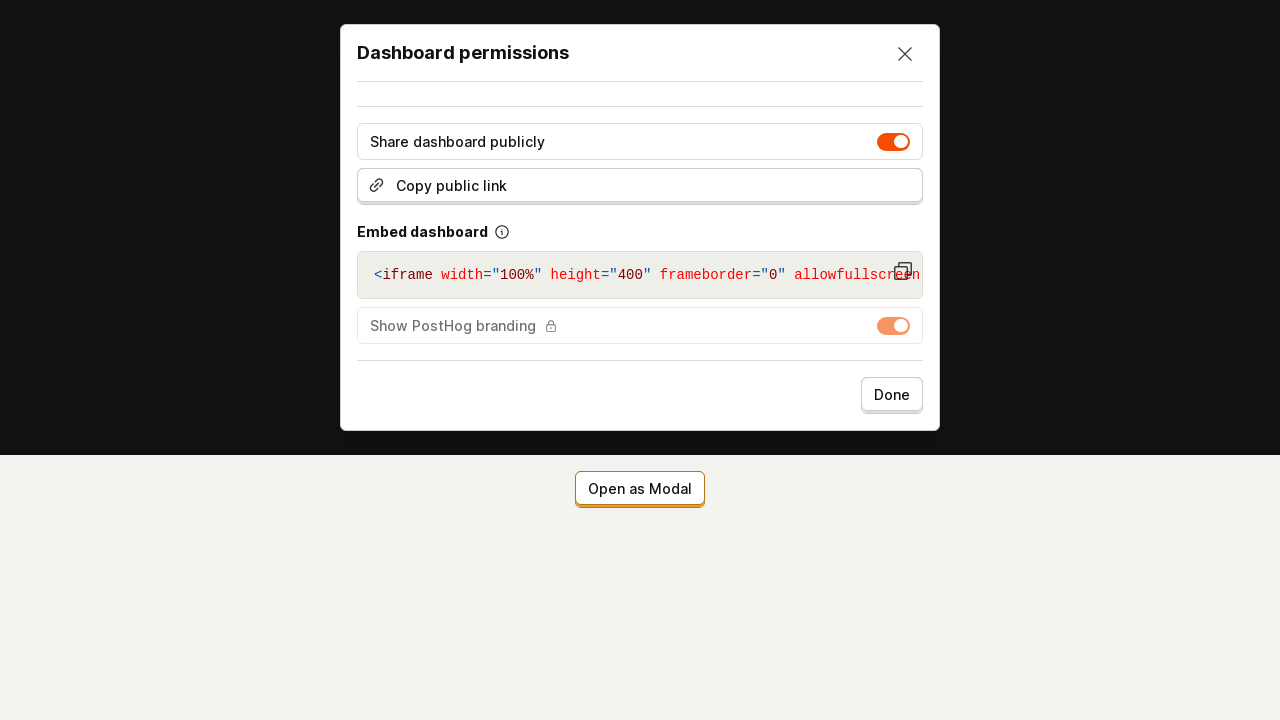 Dashboard permissions
Share dashboard publicly
Copy public link
Embed dashboard
<iframe width="100%" height="400" frameborder="0" allowfullscreen
Show PostHog branding
Done
Open as Modal